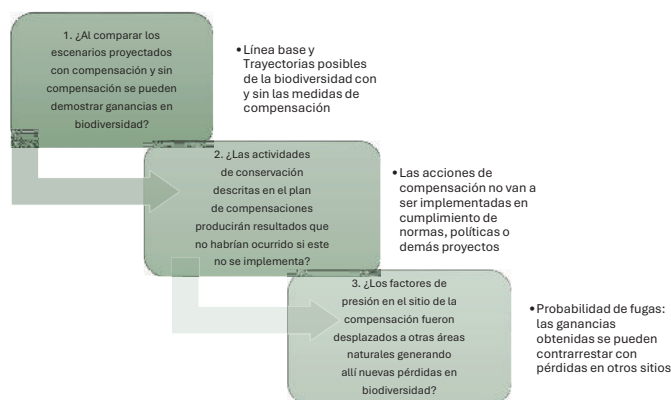 1. ¿Al comparar los
escenarios proyectados
con compensación y sin
compensación se pueden
demostrar ganancias en
biodiversidad?
•Línea base y
Trayectorias posibles
de la biodiversidad con
y sin las medidas de
compensación
2. ¿Las actividades
de conservación
descritas en el plan
de compensaciones
producirán resultados que
no habrían ocurrido si este
no se implementa?
•Las acciones de
compensación no van a
ser implementadas en
cumplimiento de
normas, políticas o
demás proyectos
3. ¿Los factores de
presión en el sitio de la
compensación fueron
desplazados a otras áreas
naturales generando
allí nuevas pérdidas en
biodiversidad?
•Probabilidad de fugas:
las ganancias
obtenidas se pueden
contrarrestar con
pérdidas en otros sitios